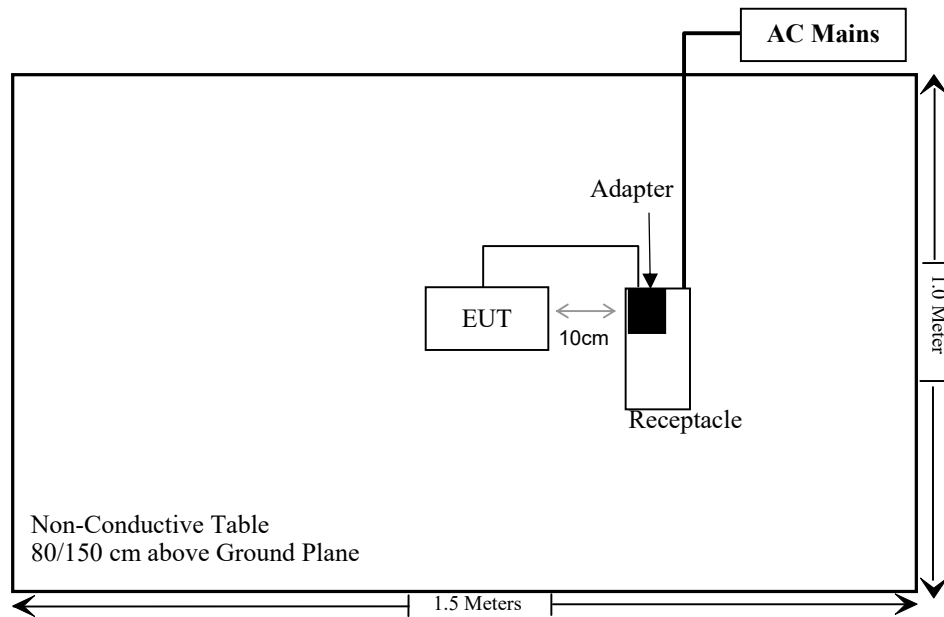 AC Mains
Adapter
EUT
10cm
1.0 Meter
Receptacle
Non-Conductive Table
80/150 cm above Ground Plane
1.5 Meters